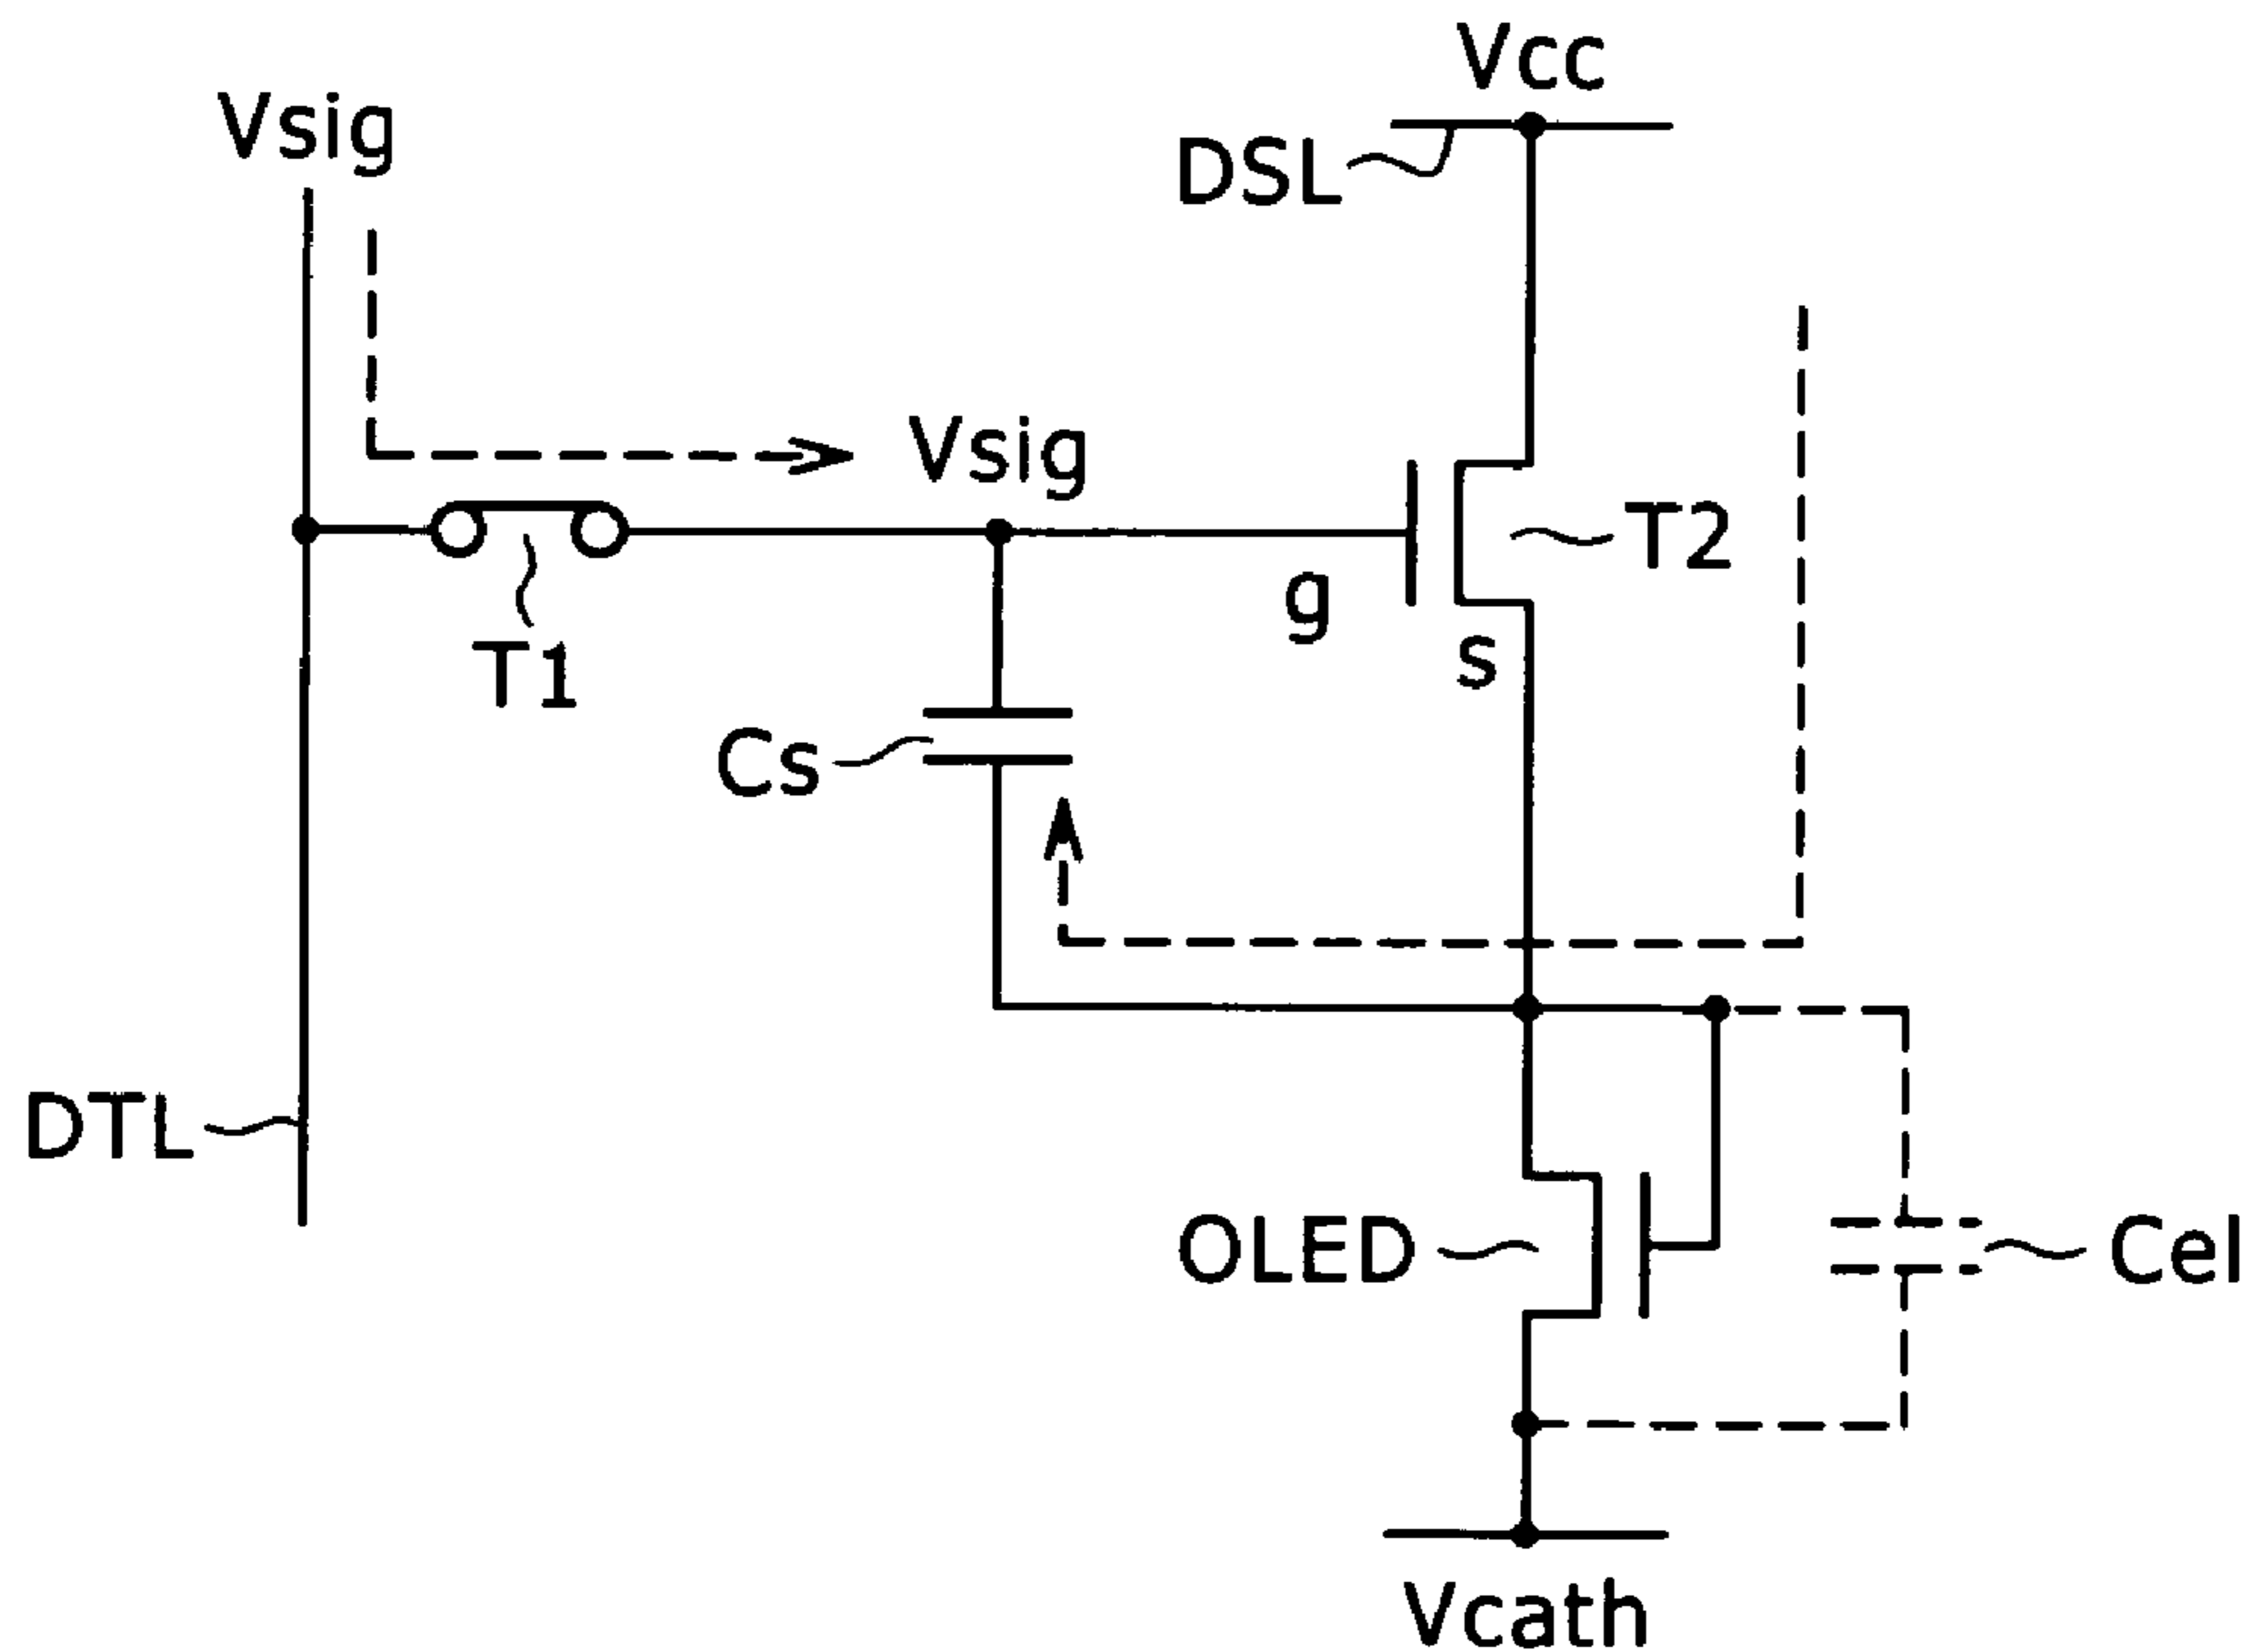 Vcc
Vsig
DSL
Vsig
T2
g
s
T1
Cs
DTL
OLED
Cel
Vcath